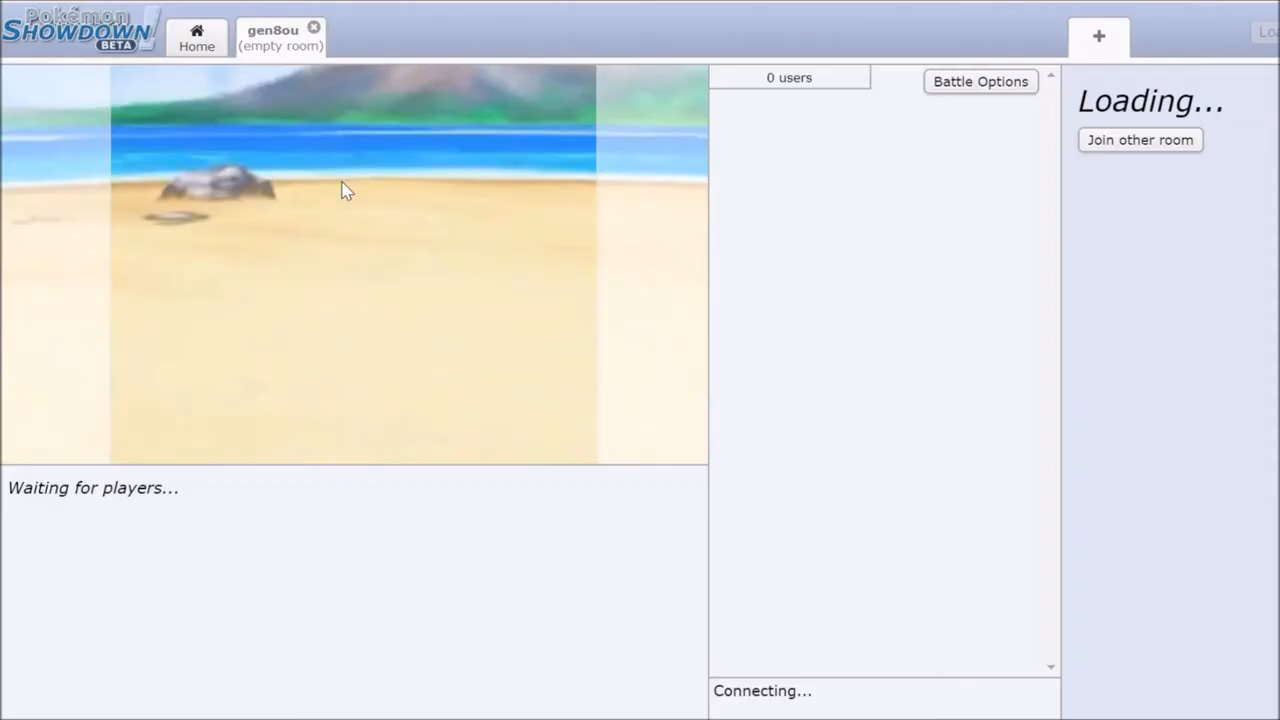 Pokémon
SHOWDOWN!
BETA
Home
gen8ou
(empty room)
+
0 users
Battle Options
Loading...
Join other room
Waiting for players...
Connecting...